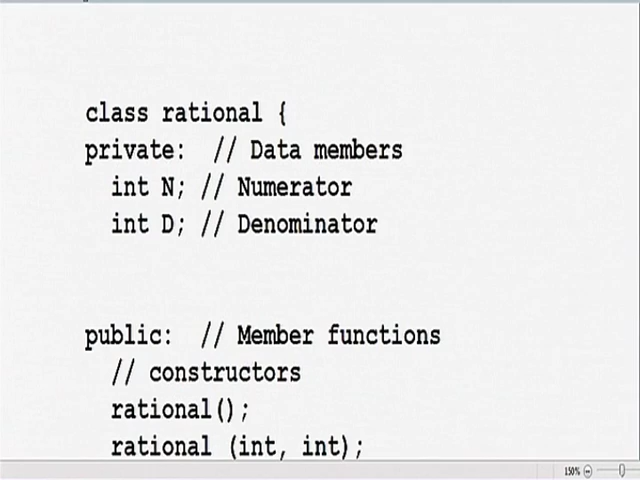 class rational {
private:  // Data members
  int N; // Numerator
  int D; // Denominator
public:  // Member functions
  // constructors
  rational();
  rational (int, int);
150%